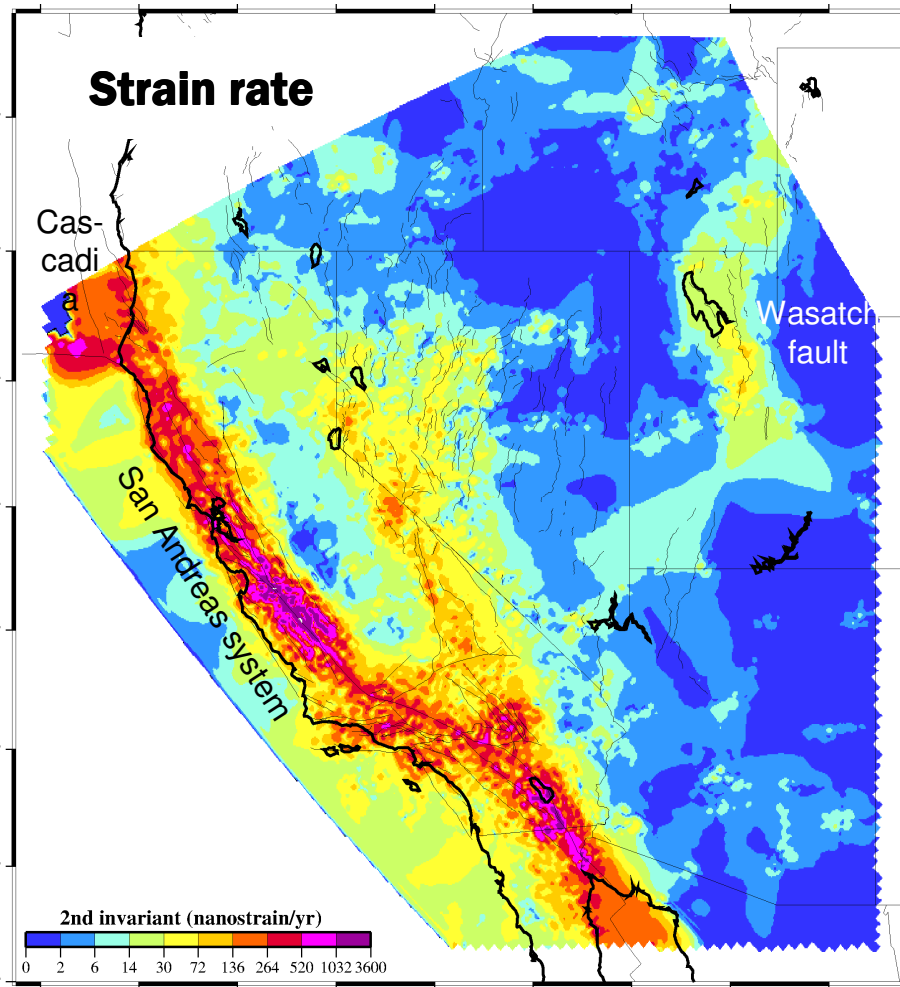 Strain rate
Cas-
cadi
a
Wasatch
fault
San Andreas system
2nd invariant (nanostrain/yr)
0 2 6 14 30 72 136 264 520 1032 3600